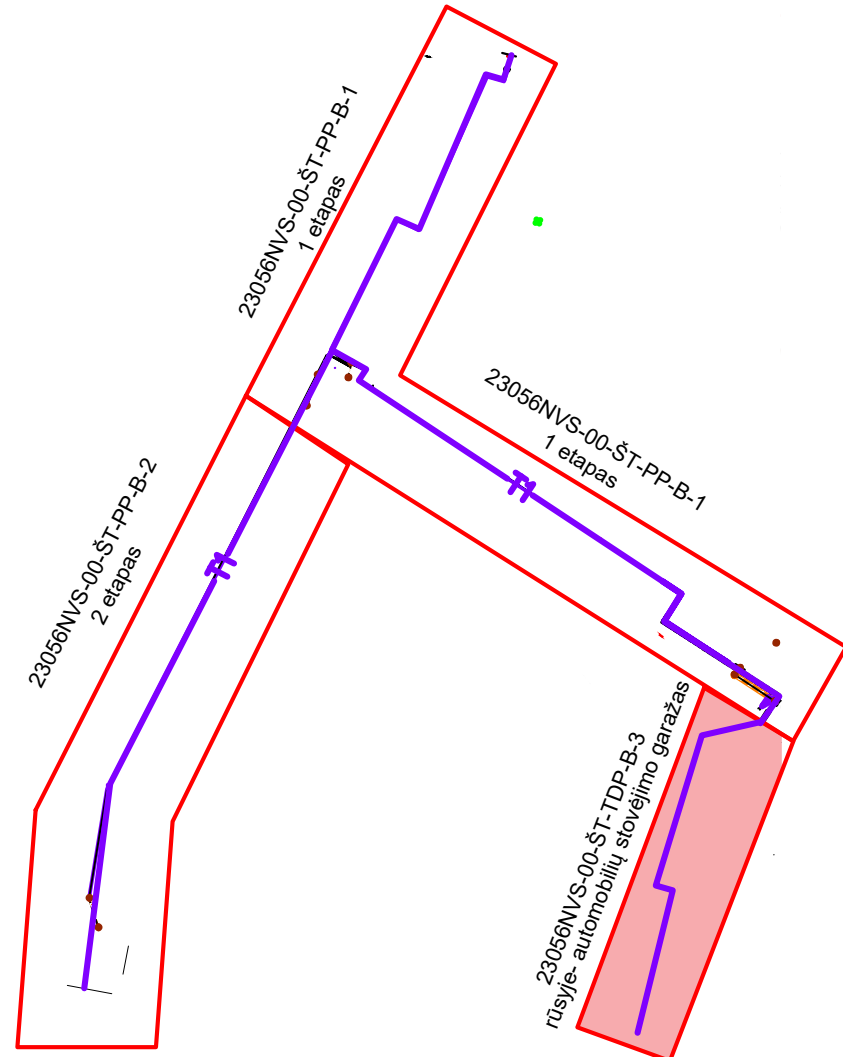 23056NVS-00-ŠT-PP-B-1
1 etapas
23056NVS-00-ŠT-PP-B-1
1 etapas
23056NVS-00-ŠT-PP-B-2
2 etapas
23056NVS-00-ŠT-TDP-B-3
rūsyje- automobilių stovėjimo garažas